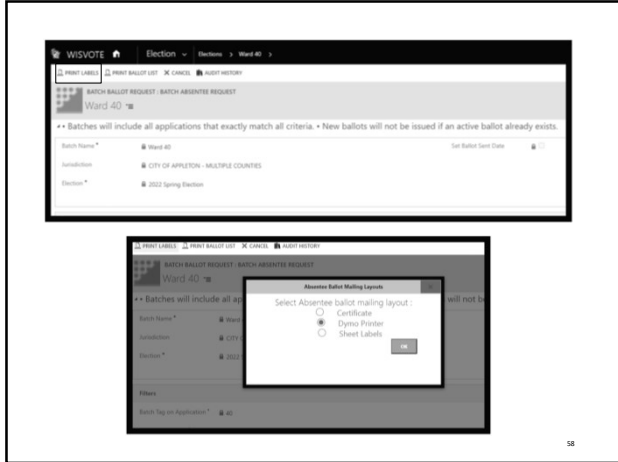 WISVOTE Election Elections > Ward 40 >
PRINT LABELS PRINT BALLOT LIST X CANCEL AUDIT HISTORY
BATCH BALLOT REQUEST : BATCH ABSENTEE REQUEST
Ward 40
•• Batches will include all applications that exactly match all criteria. • New ballots will not be issued if an active ballot already exists.
Batch Name * Ward 40 Set Ballot Sent Date
Jurisdiction CITY OF APPLETON - MULTIPLE COUNTIES
Election * 2022 Spring Election
PRINT LABELS PRINT BALLOT LIST X CANCEL AUDIT HISTORY
BATCH BALLOT REQUEST : BATCH ABSENTEE REQUEST
Ward 40
Absentee Ballot Mailing Layouts
•• Batches will include all ap will not b
Select Absentee ballot mailing layout :
Certificate
Batch Name * Ward
Dymo Printer
Jurisdiction CITY
Sheet Labels
OK
Election * 2022
Filters
Batch Tag on Application * 40
58